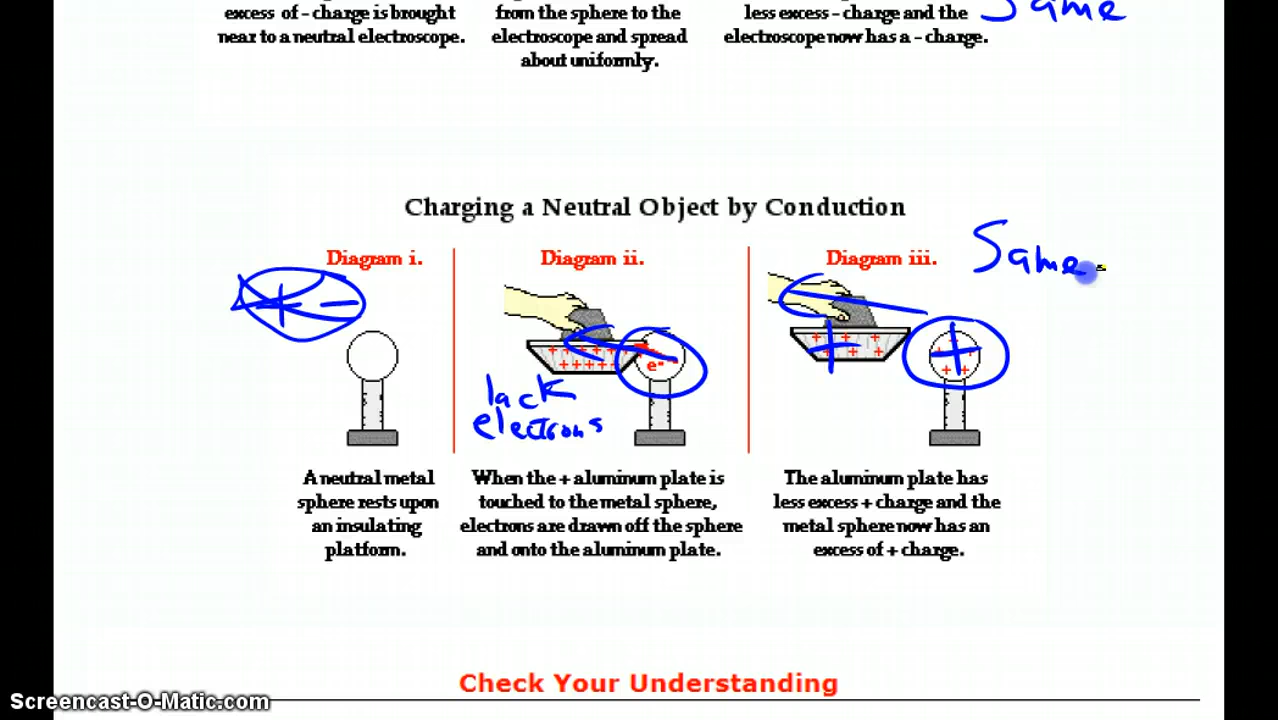 excess of - charge is brought
near to a neutral electroscope.
from the sphere to the
electroscope and spread
about uniformly.
less excess - charge and the
electroscope now has a - charge.
Same
Charging a Neutral Object by Conduction
Same
Diagram i.
Diagram ii.
Diagram iii.
+ -
e-
+
+
lack
electrons
A neutral metal
sphere rests upon
an insulating
platform.
When the + aluminum plate is
touched to the metal sphere,
electrons are drawn off the sphere
and onto the aluminum plate.
The aluminum plate has
less excess + charge and the
metal sphere now has an
excess of + charge.
Check Your Understanding
Screencast-O-Matic.com